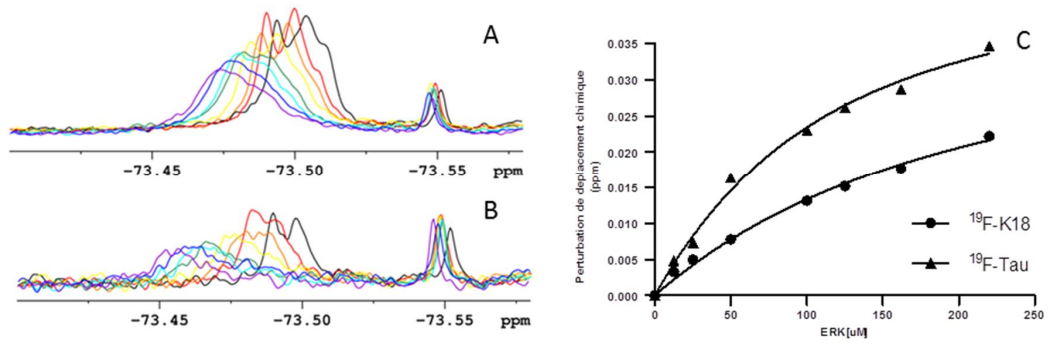 A
-73.45 -73.50 -73.55 ppm
B
-73.45 -73.50 -73.55 ppm
C
Perturbation de deplacement chimique
(ppm)
0.035
0.030
0.025
0.020
0.015
0.010
0.005
0.000
0 50 100 150 200 250
ERK[uM]
19F-K18
19F-Tau